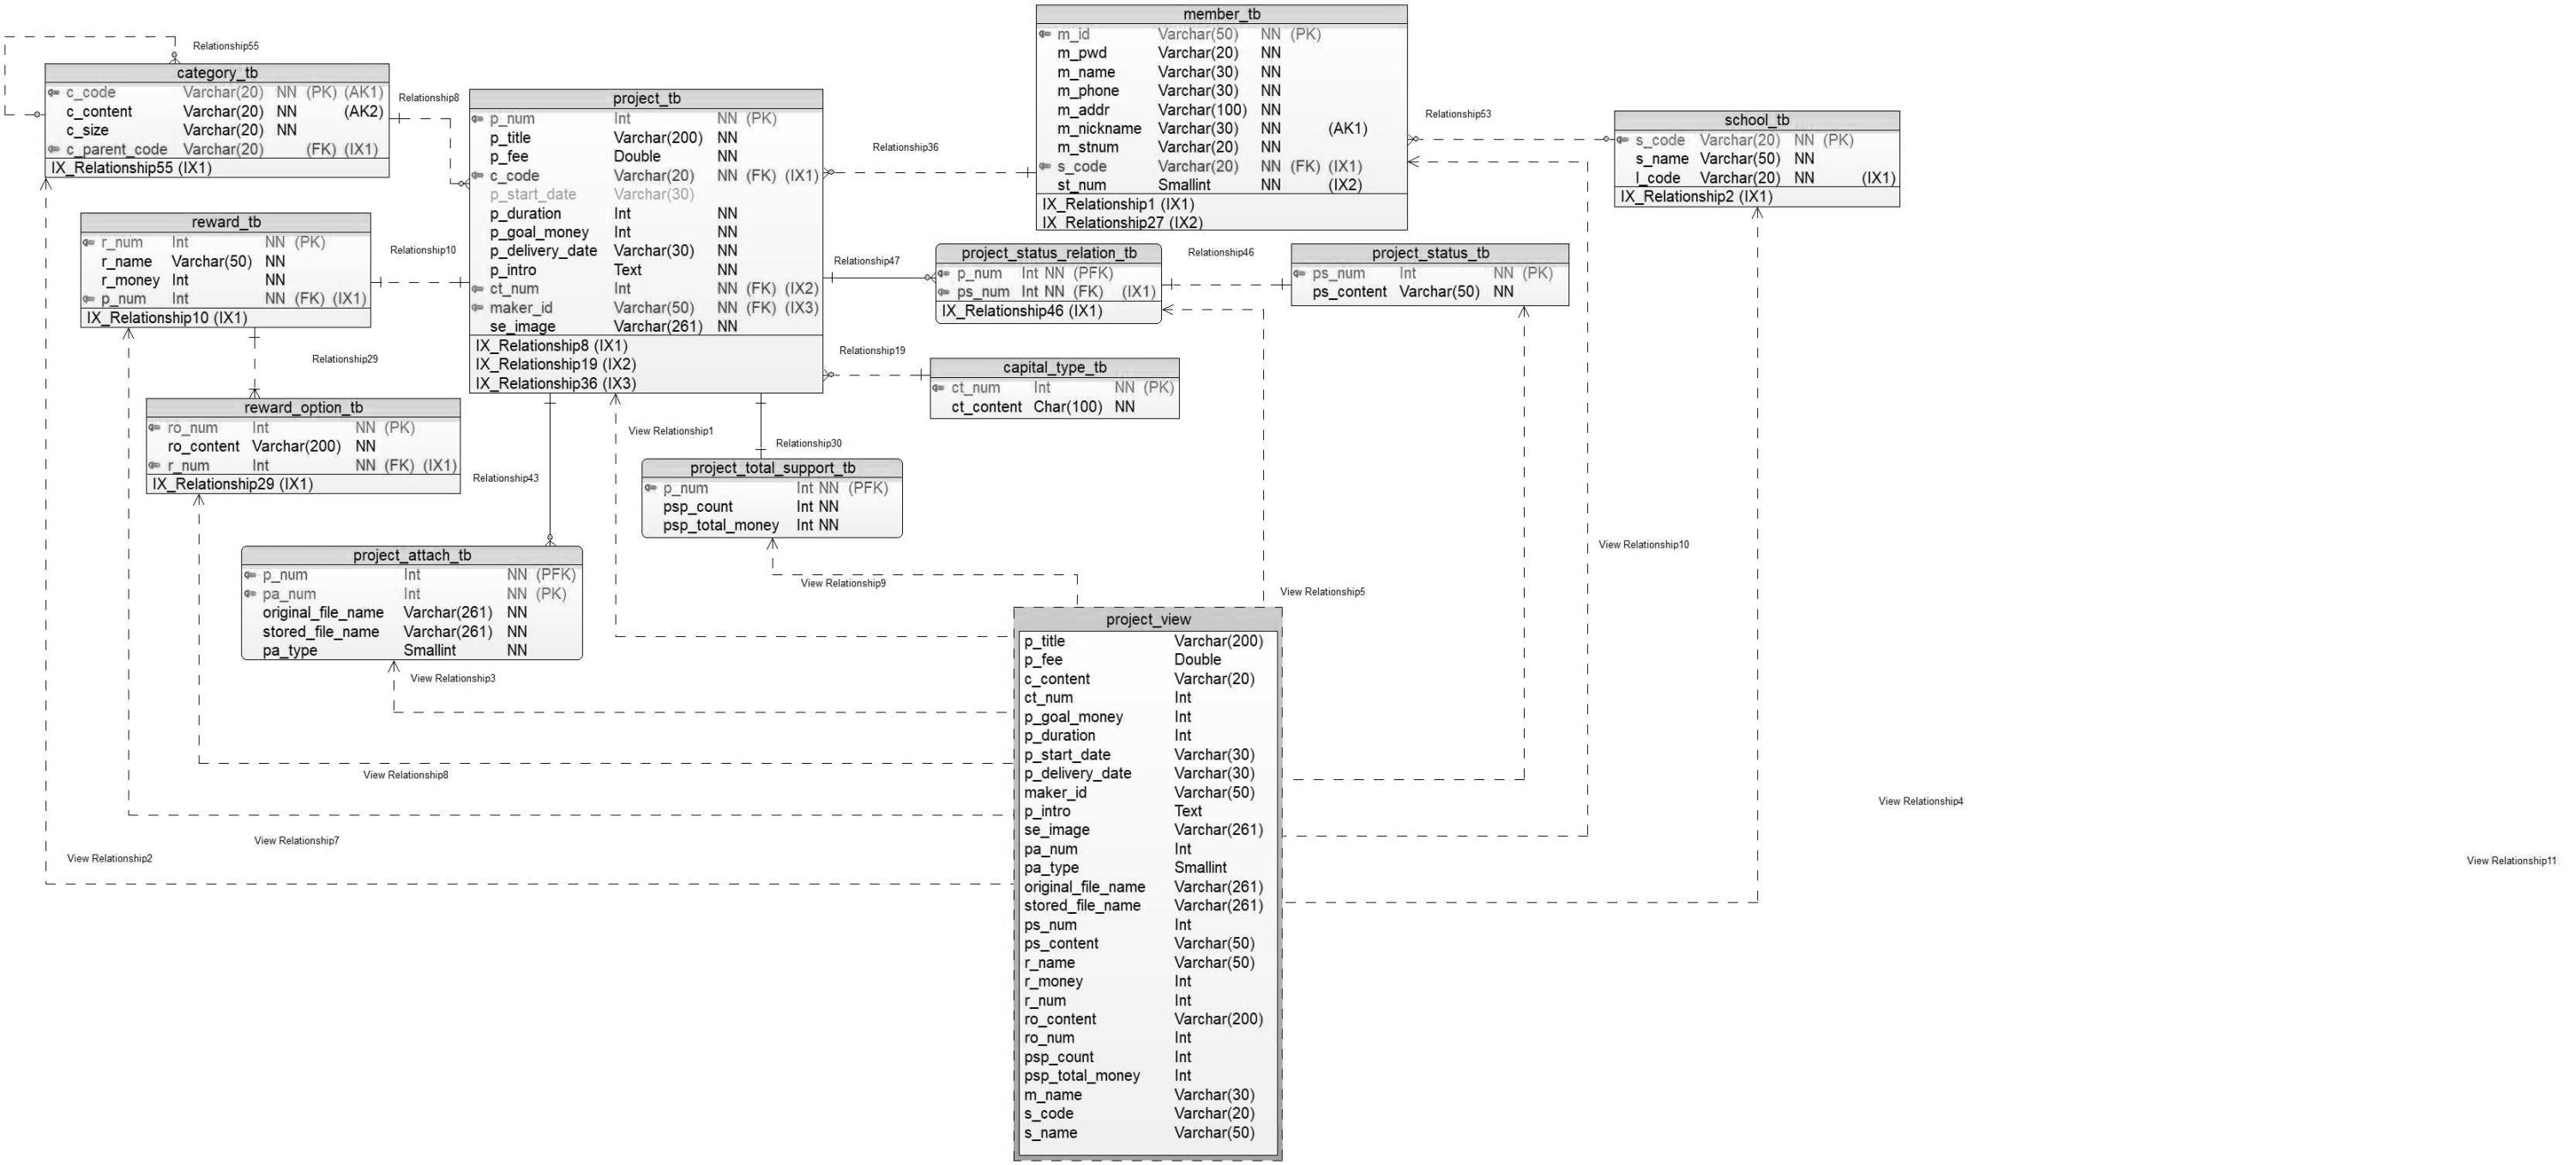 Relationship55
category_tb
c_code Varchar(20) NN (PK) (AK1)
c_content Varchar(20) NN (AK2)
c_size Varchar(20) NN
c_parent_code Varchar(20) (FK) (IX1)
IX_Relationship55 (IX1)
Relationship8
project_tb
p_num Int NN (PK)
p_title Varchar(200) NN
p_fee Double NN
c_code Varchar(20) NN (FK) (IX1)
p_start_date Varchar(30)
p_duration Int NN
p_goal_money Int NN
p_delivery_date Varchar(30) NN
p_intro Text NN
ct_num Int NN (FK) (IX2)
maker_id Varchar(50) NN (FK) (IX3)
se_image Varchar(261) NN
IX_Relationship8 (IX1)
IX_Relationship19 (IX2)
IX_Relationship36 (IX3)
Relationship36
member_tb
m_id Varchar(50) NN (PK)
m_pwd Varchar(20) NN
m_name Varchar(30) NN
m_phone Varchar(30) NN
m_addr Varchar(100) NN
m_nickname Varchar(30) NN (AK1)
m_stnum Varchar(20) NN
s_code Varchar(20) NN (FK) (IX1)
st_num Smallint NN (IX2)
IX_Relationship1 (IX1)
IX_Relationship27 (IX2)
Relationship53
school_tb
s_code Varchar(20) NN (PK)
s_name Varchar(50) NN
l_code Varchar(20) NN (IX1)
IX_Relationship2 (IX1)
reward_tb
r_num Int NN (PK)
r_name Varchar(50) NN
r_money Int NN
p_num Int NN (FK) (IX1)
IX_Relationship10 (IX1)
Relationship10
Relationship47
project_status_relation_tb
p_num Int NN (PFK)
ps_num Int NN (FK) (IX1)
IX_Relationship46 (IX1)
Relationship46
project_status_tb
ps_num Int NN (PK)
ps_content Varchar(50) NN
Relationship29
Relationship19
capital_type_tb
ct_num Int NN (PK)
ct_content Char(100) NN
reward_option_tb
ro_num Int NN (PK)
ro_content Varchar(200) NN
r_num Int NN (FK) (IX1)
IX_Relationship29 (IX1)
View Relationship1
Relationship30
Relationship43
project_total_support_tb
p_num Int NN (PFK)
psp_count Int NN
psp_total_money Int NN
project_attach_tb
p_num Int NN (PFK)
pa_num Int NN (PK)
original_file_name Varchar(261) NN
stored_file_name Varchar(261) NN
pa_type Smallint NN
View Relationship10
View Relationship9
View Relationship5
View Relationship3
project_view
p_title Varchar(200)
p_fee Double
c_content Varchar(20)
ct_num Int
p_goal_money Int
p_duration Int
p_start_date Varchar(30)
p_delivery_date Varchar(30)
maker_id Varchar(50)
p_intro Text
se_image Varchar(261)
pa_num Int
pa_type Smallint
original_file_name Varchar(261)
stored_file_name Varchar(261)
ps_num Int
ps_content Varchar(50)
r_name Varchar(50)
r_money Int
r_num Int
ro_content Varchar(200)
ro_num Int
psp_count Int
psp_total_money Int
m_name Varchar(30)
s_code Varchar(20)
s_name Varchar(50)
View Relationship8
View Relationship4
View Relationship7
View Relationship2
View Relationship11